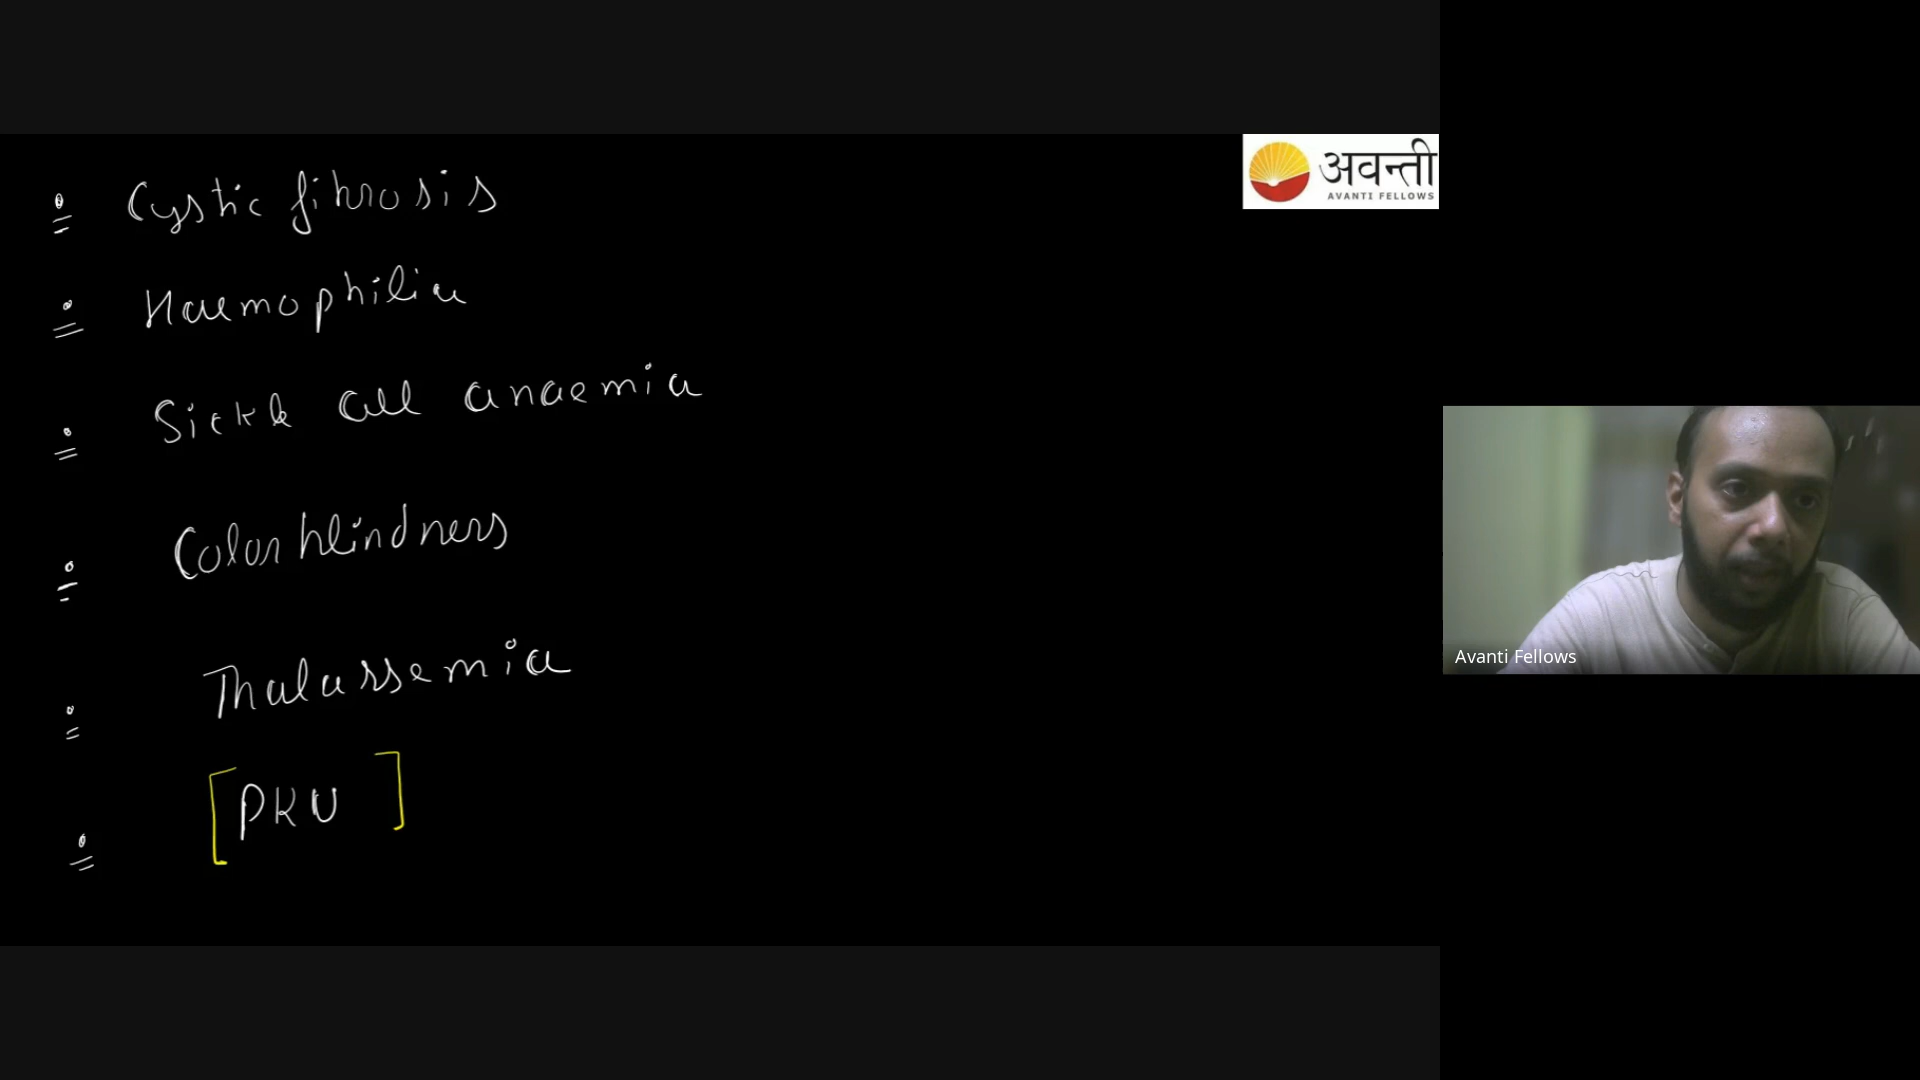 Cystic fibrosis
Haemophilia
Sickle cell anaemia
Colorblindness
Thalassemia
[PKU]
अवन्ती
AVANTI FELLOWS
Avanti Fellows